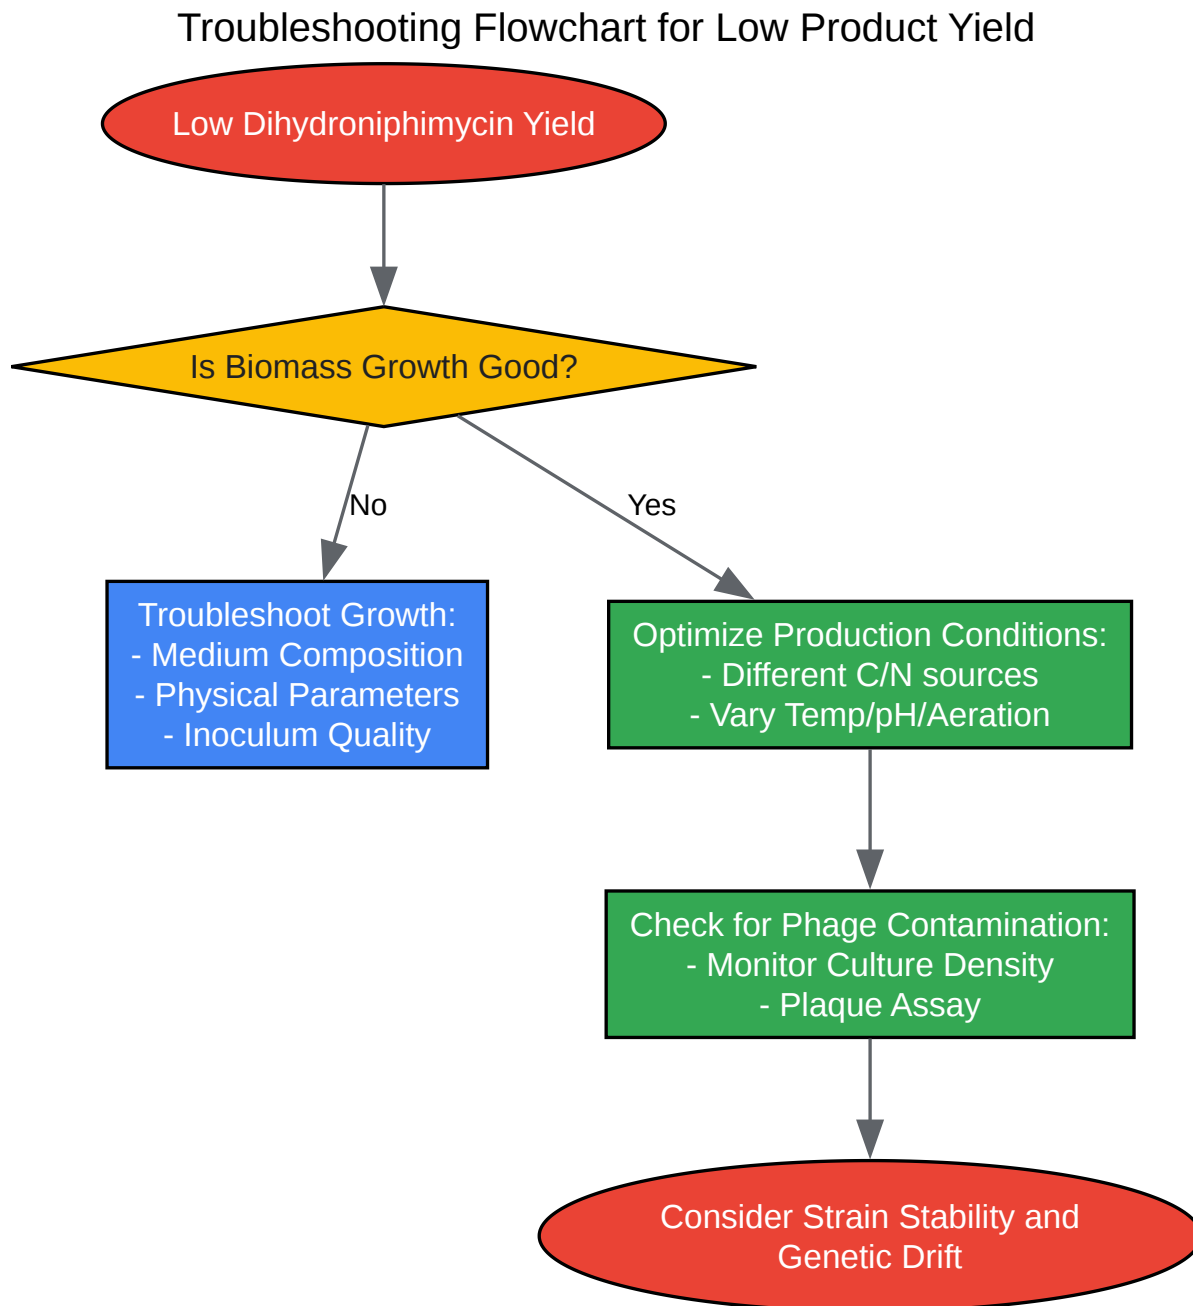 Troubleshooting Flowchart for Low Product Yield
Low Dihydroniphimycin Yield
Is Biomass Growth Good?
No
Yes
Troubleshoot Growth:
- Medium Composition
- Physical Parameters
- Inoculum Quality
Optimize Production Conditions:
- Different C/N sources
- Vary Temp/pH/Aeration
Check for Phage Contamination:
- Monitor Culture Density
- Plaque Assay
Consider Strain Stability and
Genetic Drift